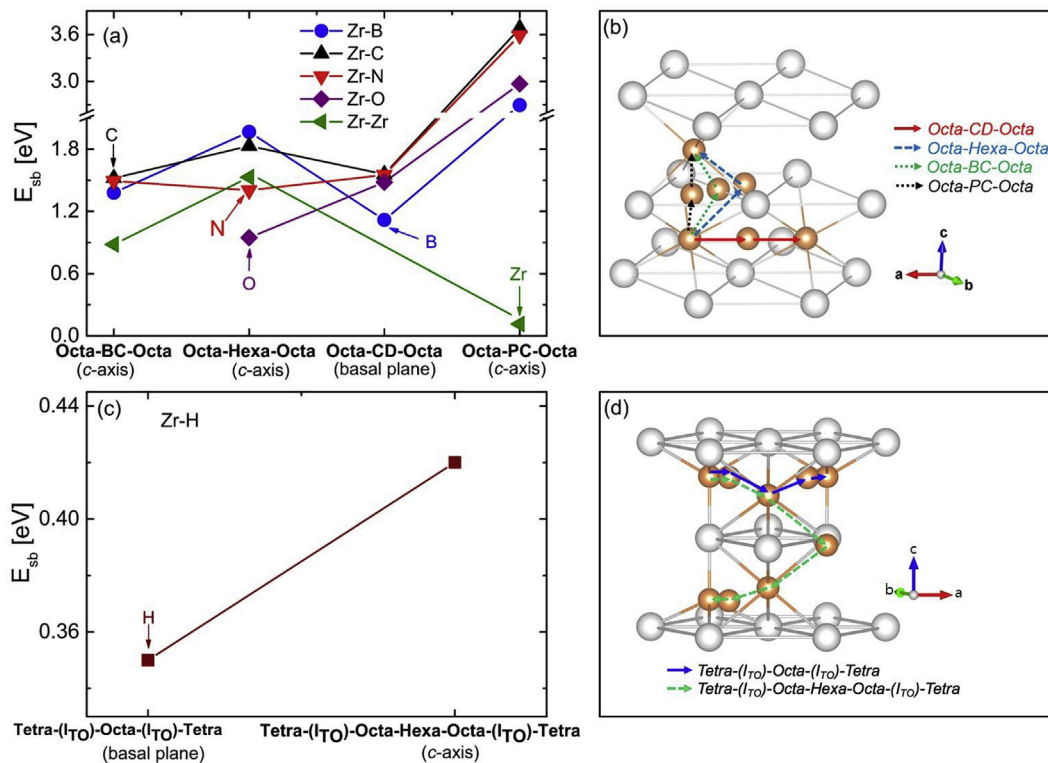 (a)
E_sb [eV]
3.6
3.0
1.8
1.2
0.6
0.0
Zr-B
Zr-C
Zr-N
Zr-O
Zr-Zr
C
N
O
B
Zr
Octa-BC-Octa Octa-Hexa-Octa Octa-CD-Octa Octa-PC-Octa
(c-axis) (c-axis) (basal plane) (c-axis)
(b)
Octa-CD-Octa
Octa-Hexa-Octa
Octa-BC-Octa
Octa-PC-Octa
c
a
b
(c)
Zr-H
E_sb [eV]
0.44
0.40
0.36
H
Tetra-(I_TO)-Octa-(I_TO)-Tetra Tetra-(I_TO)-Octa-Hexa-Octa-(I_TO)-Tetra
(basal plane) (c-axis)
(d)
c
b
a
Tetra-(I_TO)-Octa-(I_TO)-Tetra
Tetra-(I_TO)-Octa-Hexa-Octa-(I_TO)-Tetra